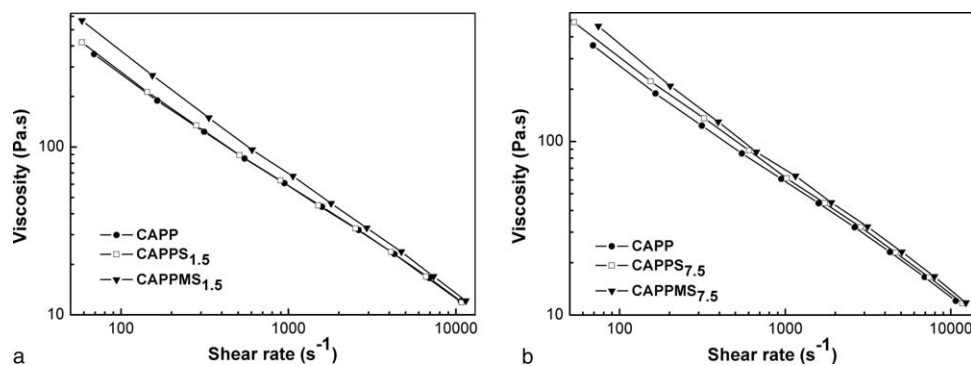 Viscosity (Pa.s)
100
10
CAPP
CAPPS1.5
CAPPMS1.5
100
1000
10000
Shear rate (s-1)
a
Viscosity (Pa.s)
100
10
CAPP
CAPPS7.5
CAPPMS7.5
100
1000
10000
Shear rate (s-1)
b